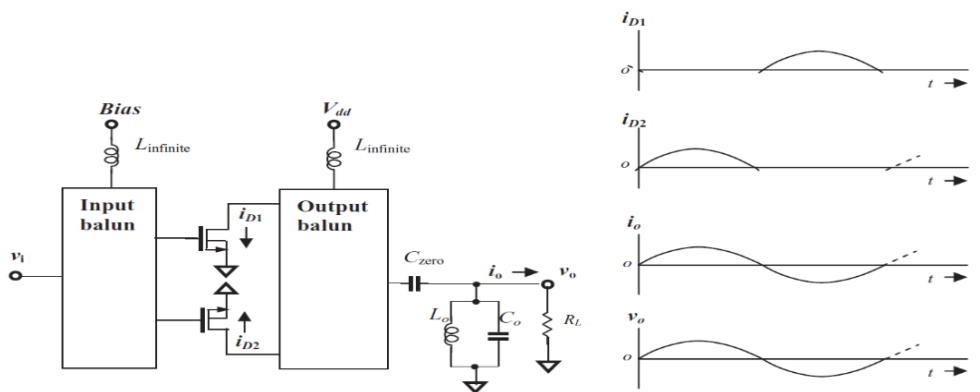 Bias
V_dd
L_infinite
L_infinite
Input balun
Output balun
i_D1
i_D2
v_i
C_zero
i_o
v_o
L_o
C_o
R_L
i_D1
o
t
i_D2
o
t
i_o
o
t
v_o
o
t